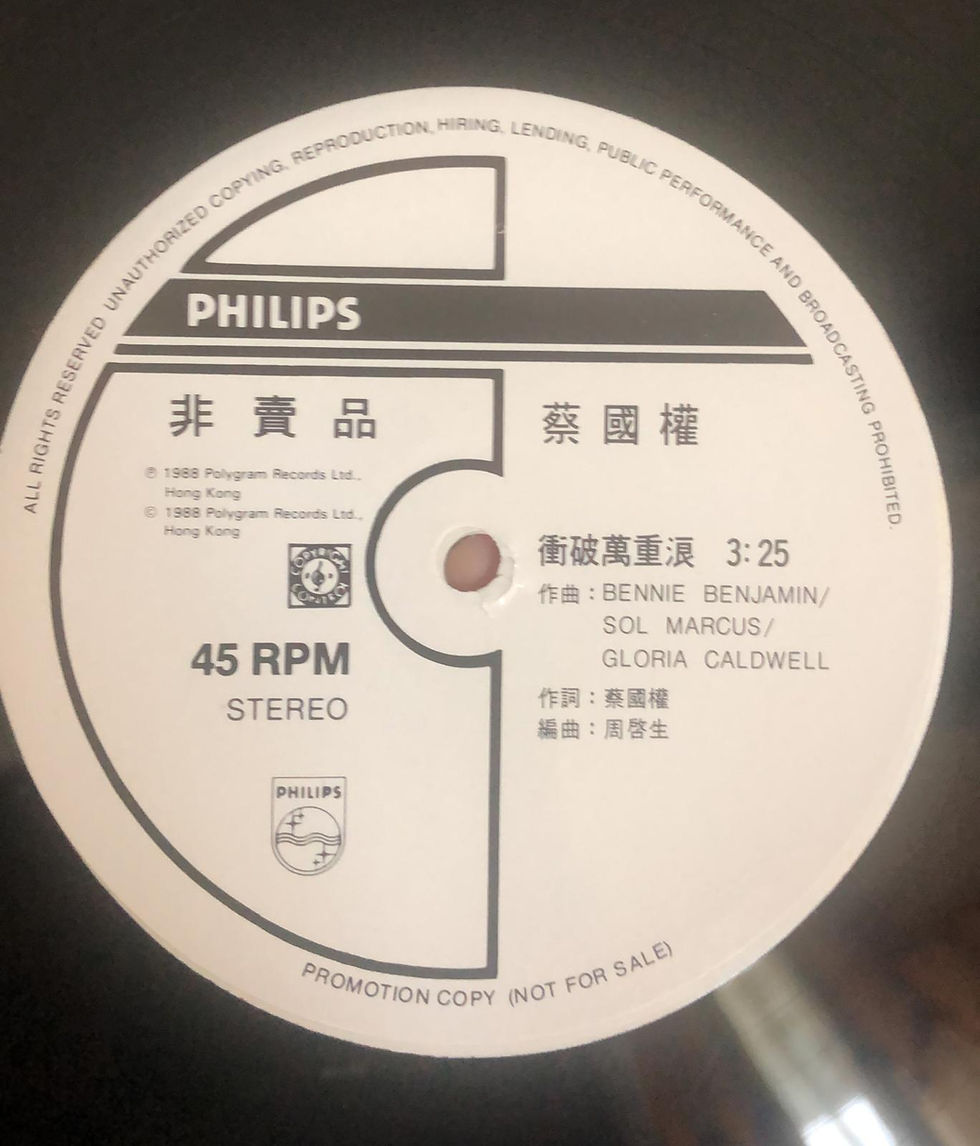 ALL RIGHTS RESERVED UNAUTHORIZED COPYING, REPRODUCTION, HIRING, LENDING, PUBLIC PERFORMANCE AND BROADCASTING PROHIBITED.
PHILIPS
非賣品
℗ 1988 Polygram Records Ltd.,
Hong Kong
© 1988 Polygram Records Ltd.,
Hong Kong
COPYRIGHT
CONTROL
45 RPM
STEREO
PHILIPS
蔡國權
衝破萬重浪 3:25
作曲：BENNIE BENJAMIN/
SOL MARCUS/
GLORIA CALDWELL
作詞：蔡國權
編曲：周啓生
PROMOTION COPY (NOT FOR SALE)